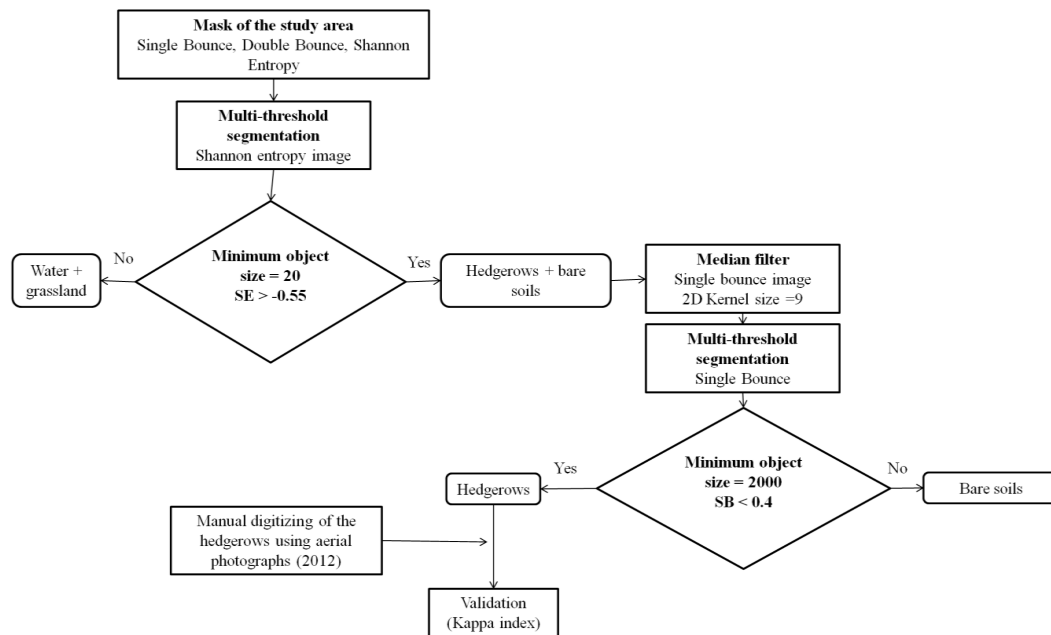 Mask of the study area
Single Bounce, Double Bounce, Shannon
Entropy
Multi-threshold
segmentation
Shannon entropy image
Minimum object
size = 20
SE > -0.55
No
Water +
grassland
Yes
Hedgerows + bare
soils
Median filter
Single bounce image
2D Kernel size =9
Multi-threshold
segmentation
Single Bounce
Minimum object
size = 2000
SB < 0.4
Yes
Hedgerows
No
Bare soils
Manual digitizing of the
hedgerows using aerial
photographs (2012)
Validation
(Kappa index)